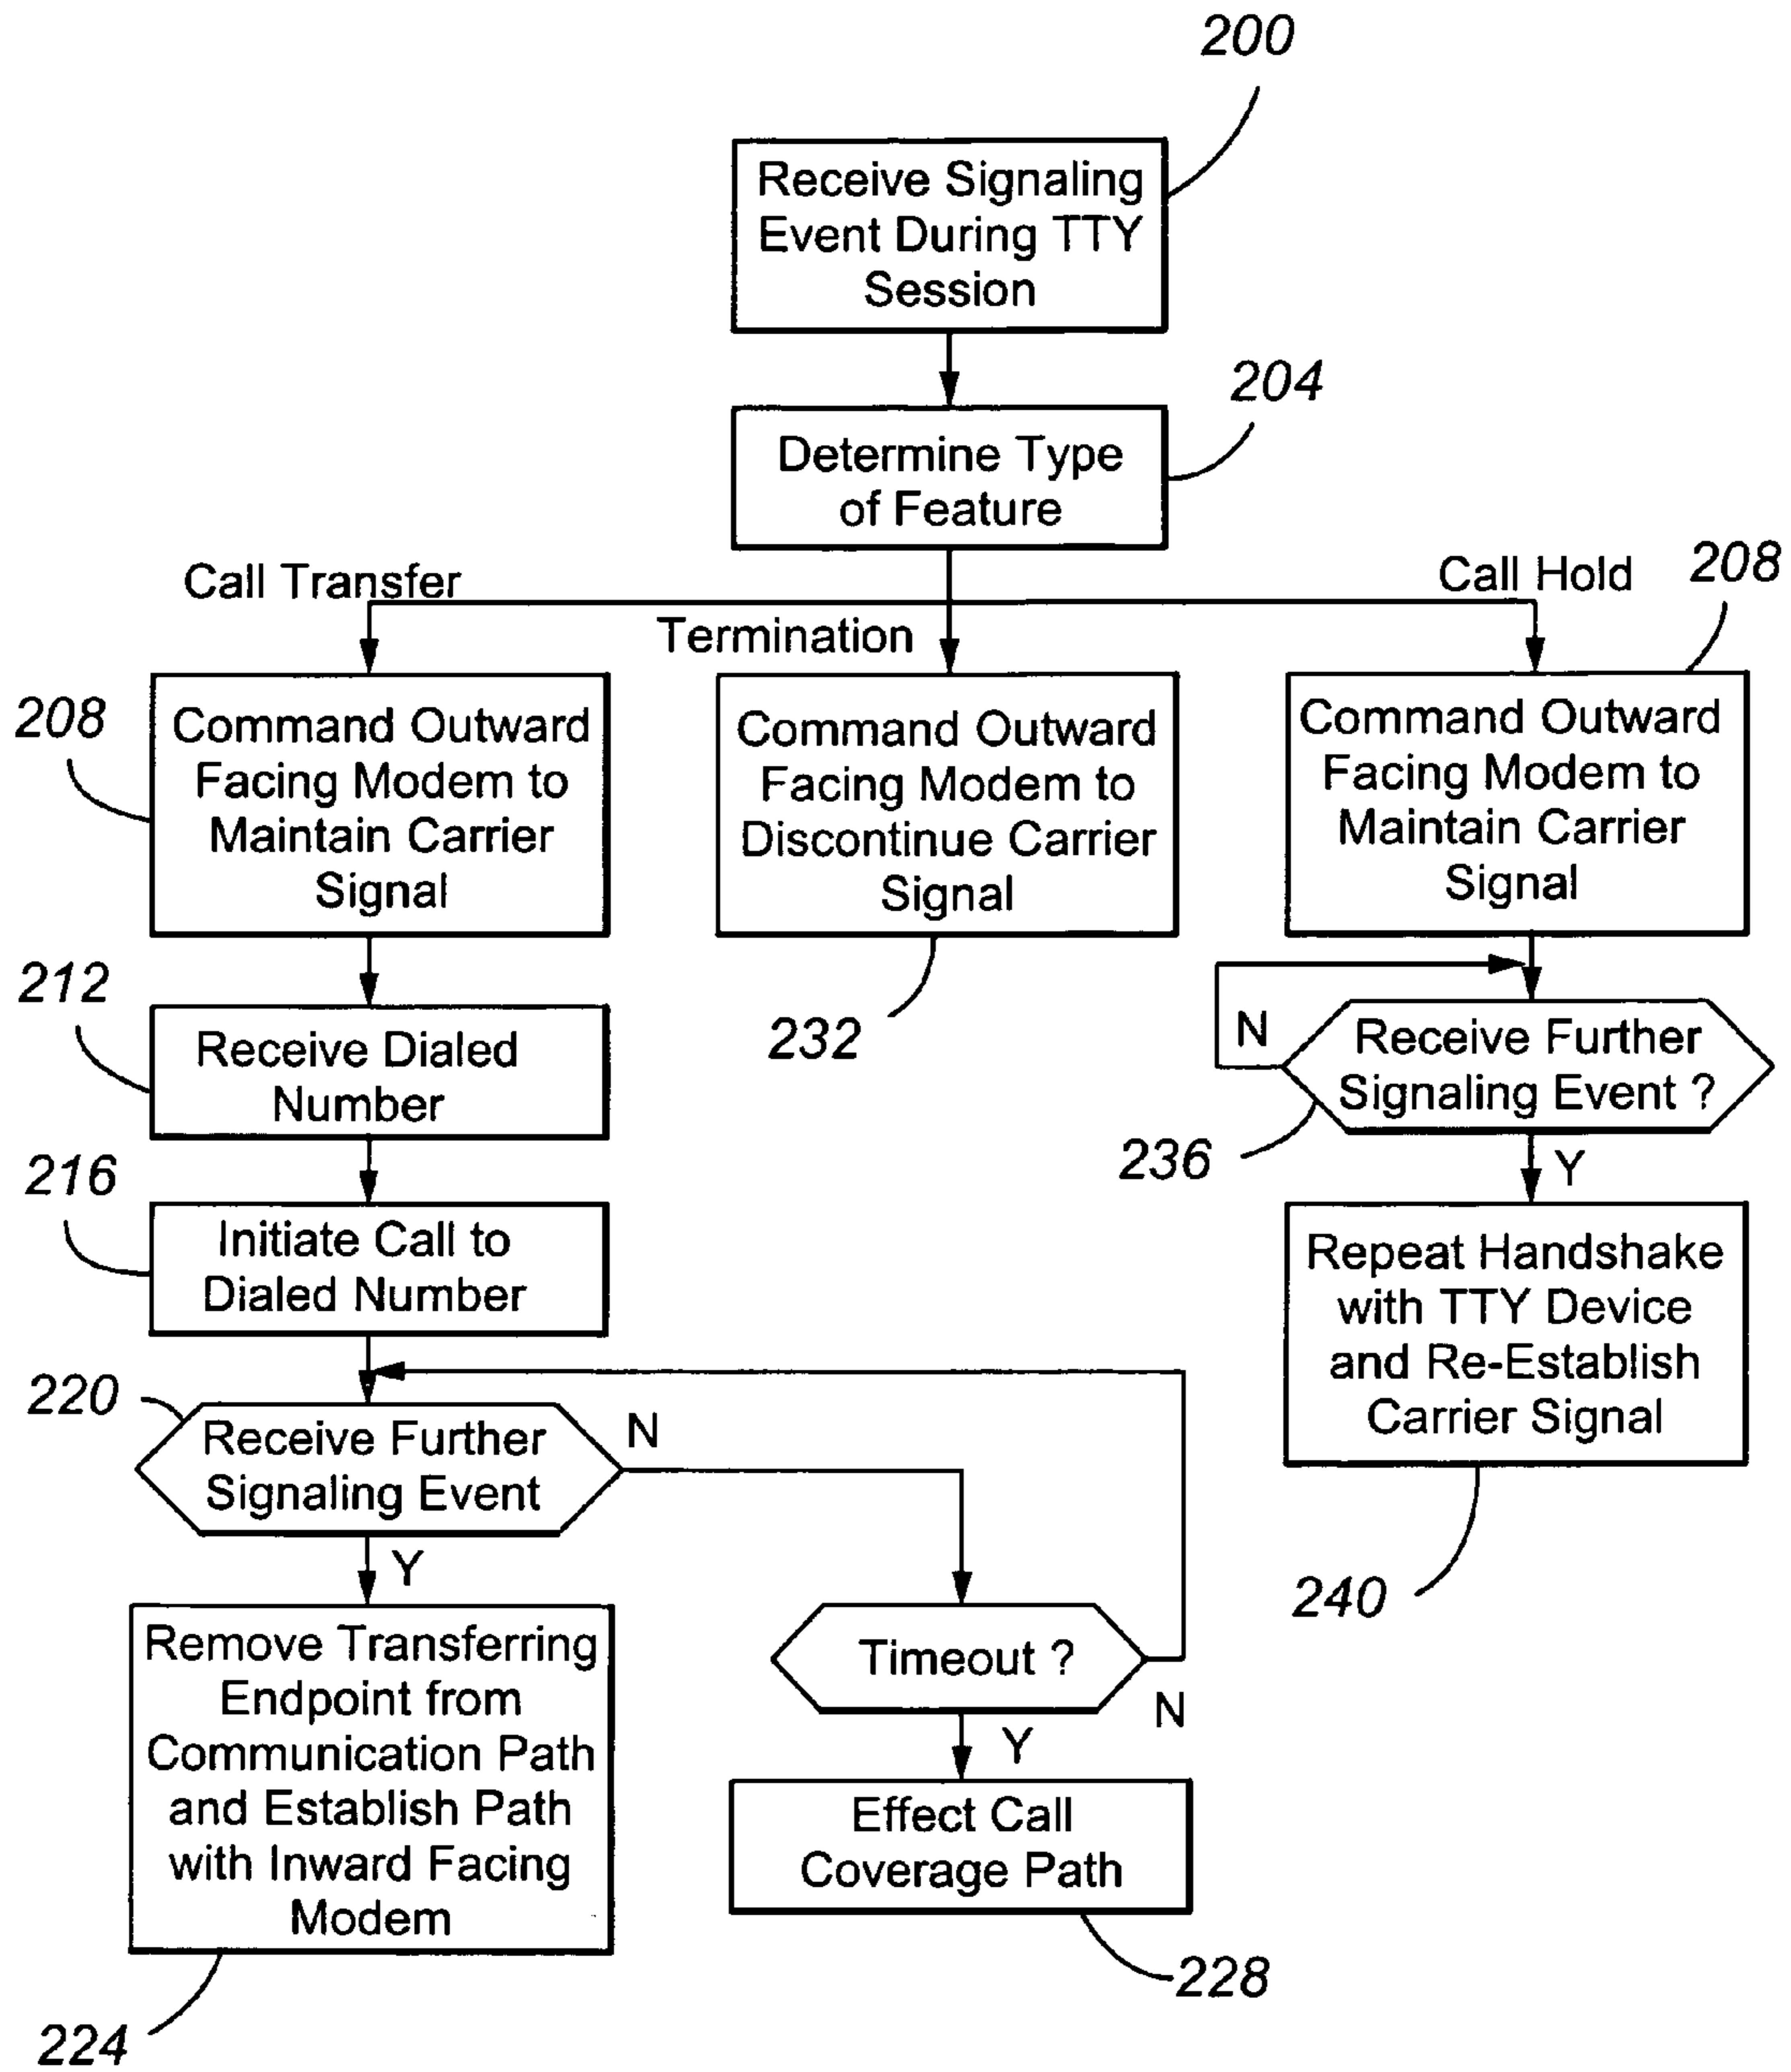 200
Receive Signaling
Event During TTY
Session
204
Determine Type
of Feature
Call Transfer
Termination
Call Hold
208
208
Command Outward
Facing Modem to
Maintain Carrier
Signal
Command Outward
Facing Modem to
Discontinue Carrier
Signal
232
Command Outward
Facing Modem to
Maintain Carrier
Signal
212
Receive Dialed
Number
N
Receive Further
Signaling Event ?
236
Y
216
Initiate Call to
Dialed Number
Repeat Handshake
with TTY Device
and Re-Establish
Carrier Signal
240
220
Receive Further
Signaling Event
N
Y
Timeout ?
N
Y
Remove Transferring
Endpoint from
Communication Path
and Establish Path
with Inward Facing
Modem
224
Effect Call
Coverage Path
228